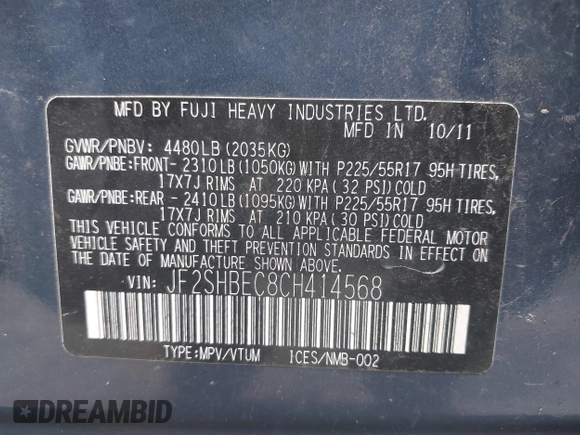 MFD BY FUJI HEAVY INDUSTRIES LTD.
MFD IN 10/11
GVWR/PNBV: 4480LB (2035KG)
GAWR/PNBE:FRONT- 2310LB (1050KG) WITH P225/55R17 95H TIRES,
17X7J RIMS AT 220 KPA ( 32 PSI) COLD
GAWR/PNBE:REAR - 2410LB (1095KG) WITH P225/55R17 95H TIRES,
17X7J RIMS AT 210 KPA ( 30 PSI) COLD
THIS VEHICLE CONFORMS TO ALL APPLICABLE FEDERAL MOTOR
VEHICLE SAFETY AND THEFT PREVENTION STANDARDS IN EFFECT ON
THE DATE OF MANUFACTURE SHOWN ABOVE.
VIN: JF2SHBEC8CH414568
TYPE:MPV/VTUM ICES/NMB-002
DREAMBID